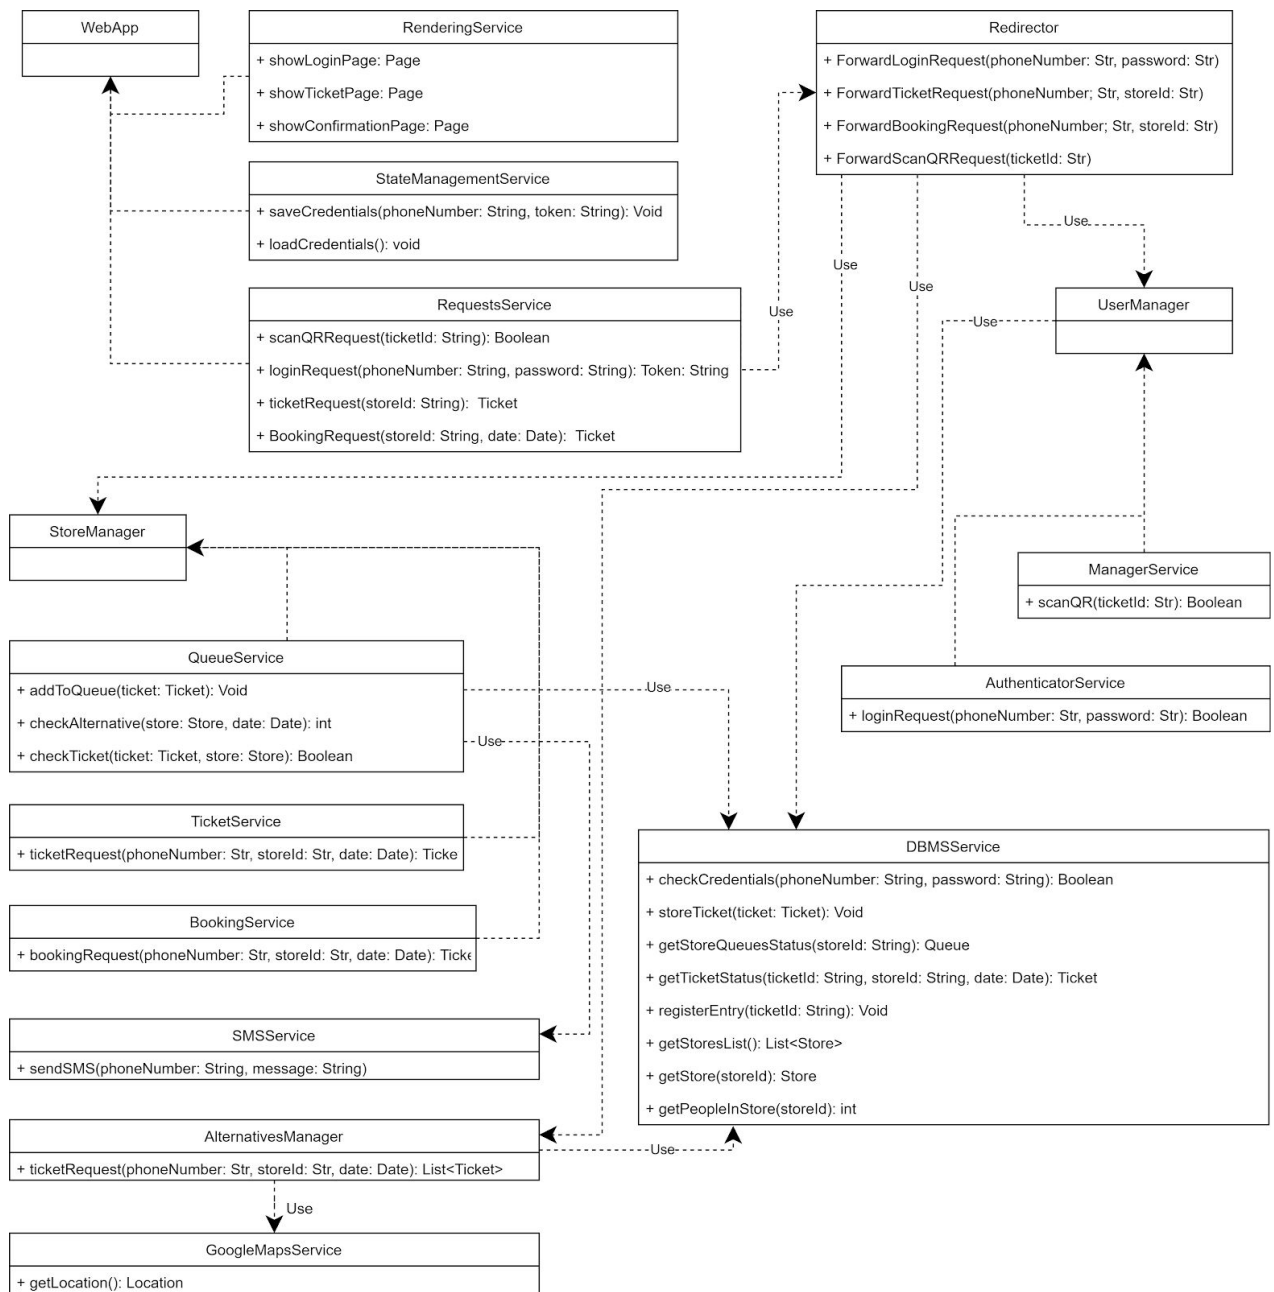 WebApp
RenderingService
+ showLoginPage: Page
+ showTicketPage: Page
+ showConfirmationPage: Page
Redirector
+ ForwardLoginRequest(phoneNumber: Str, password: Str)
+ ForwardTicketRequest(phoneNumber; Str, storeId: Str)
+ ForwardBookingRequest(phoneNumber; Str, storeId: Str)
+ ForwardScanQRRequest(ticketId: Str)
StateManagementService
+ saveCredentials(phoneNumber: String, token: String): Void
+ loadCredentials(): void
Use
Use
Use
RequestsService
+ scanQRRequest(ticketId: String): Boolean
+ loginRequest(phoneNumber: String, password: String): Token: String
+ ticketRequest(storeId: String):  Ticket
+ BookingRequest(storeId: String, date: Date):  Ticket
Use
UserManager
Use
StoreManager
ManagerService
+ scanQR(ticketId: Str): Boolean
QueueService
+ addToQueue(ticket: Ticket): Void
+ checkAlternative(store: Store, date: Date): int
+ checkTicket(ticket: Ticket, store: Store): Boolean
Use
Use
AuthenticatorService
+ loginRequest(phoneNumber: Str, password: Str): Boolean
TicketService
+ ticketRequest(phoneNumber: Str, storeId: Str, date: Date): Ticke
BookingService
+ bookingRequest(phoneNumber: Str, storeId: Str, date: Date): Ticke
DBMSService
+ checkCredentials(phoneNumber: String, password: String): Boolean
+ storeTicket(ticket: Ticket): Void
+ getStoreQueuesStatus(storeId: String): Queue
+ getTicketStatus(ticketId: String, storeId: String, date: Date): Ticket
+ registerEntry(ticketId: String): Void
+ getStoresList(): List<Store>
+ getStore(storeId): Store
+ getPeopleInStore(storeId): int
SMSService
+ sendSMS(phoneNumber: String, message: String)
AlternativesManager
+ ticketRequest(phoneNumber: Str, storeId: Str, date: Date): List<Ticket>
Use
Use
GoogleMapsService
+ getLocation(): Location